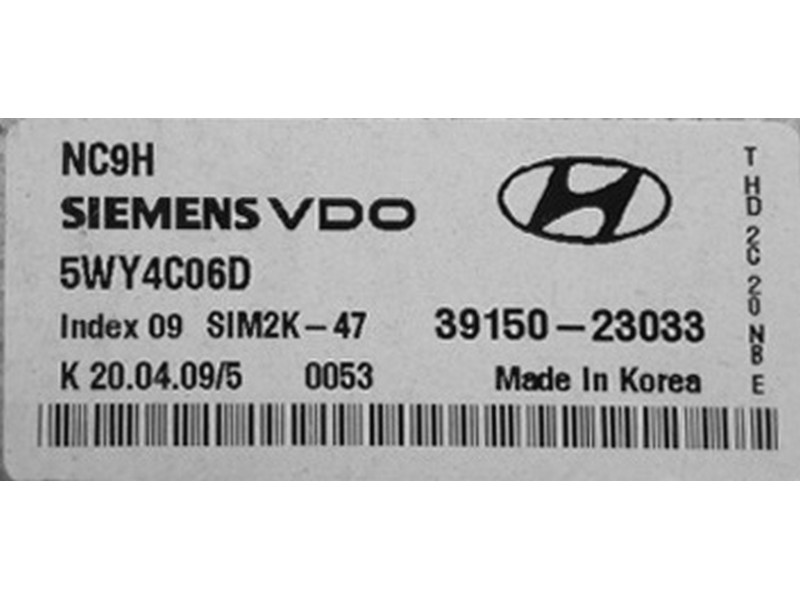 NC9H
SIEMENS VDO
5WY4C06D
Index 09 SIM2K-47 39150-23033
K 20.04.09/5 0053 Made In Korea
T HD 2C 20 NB E